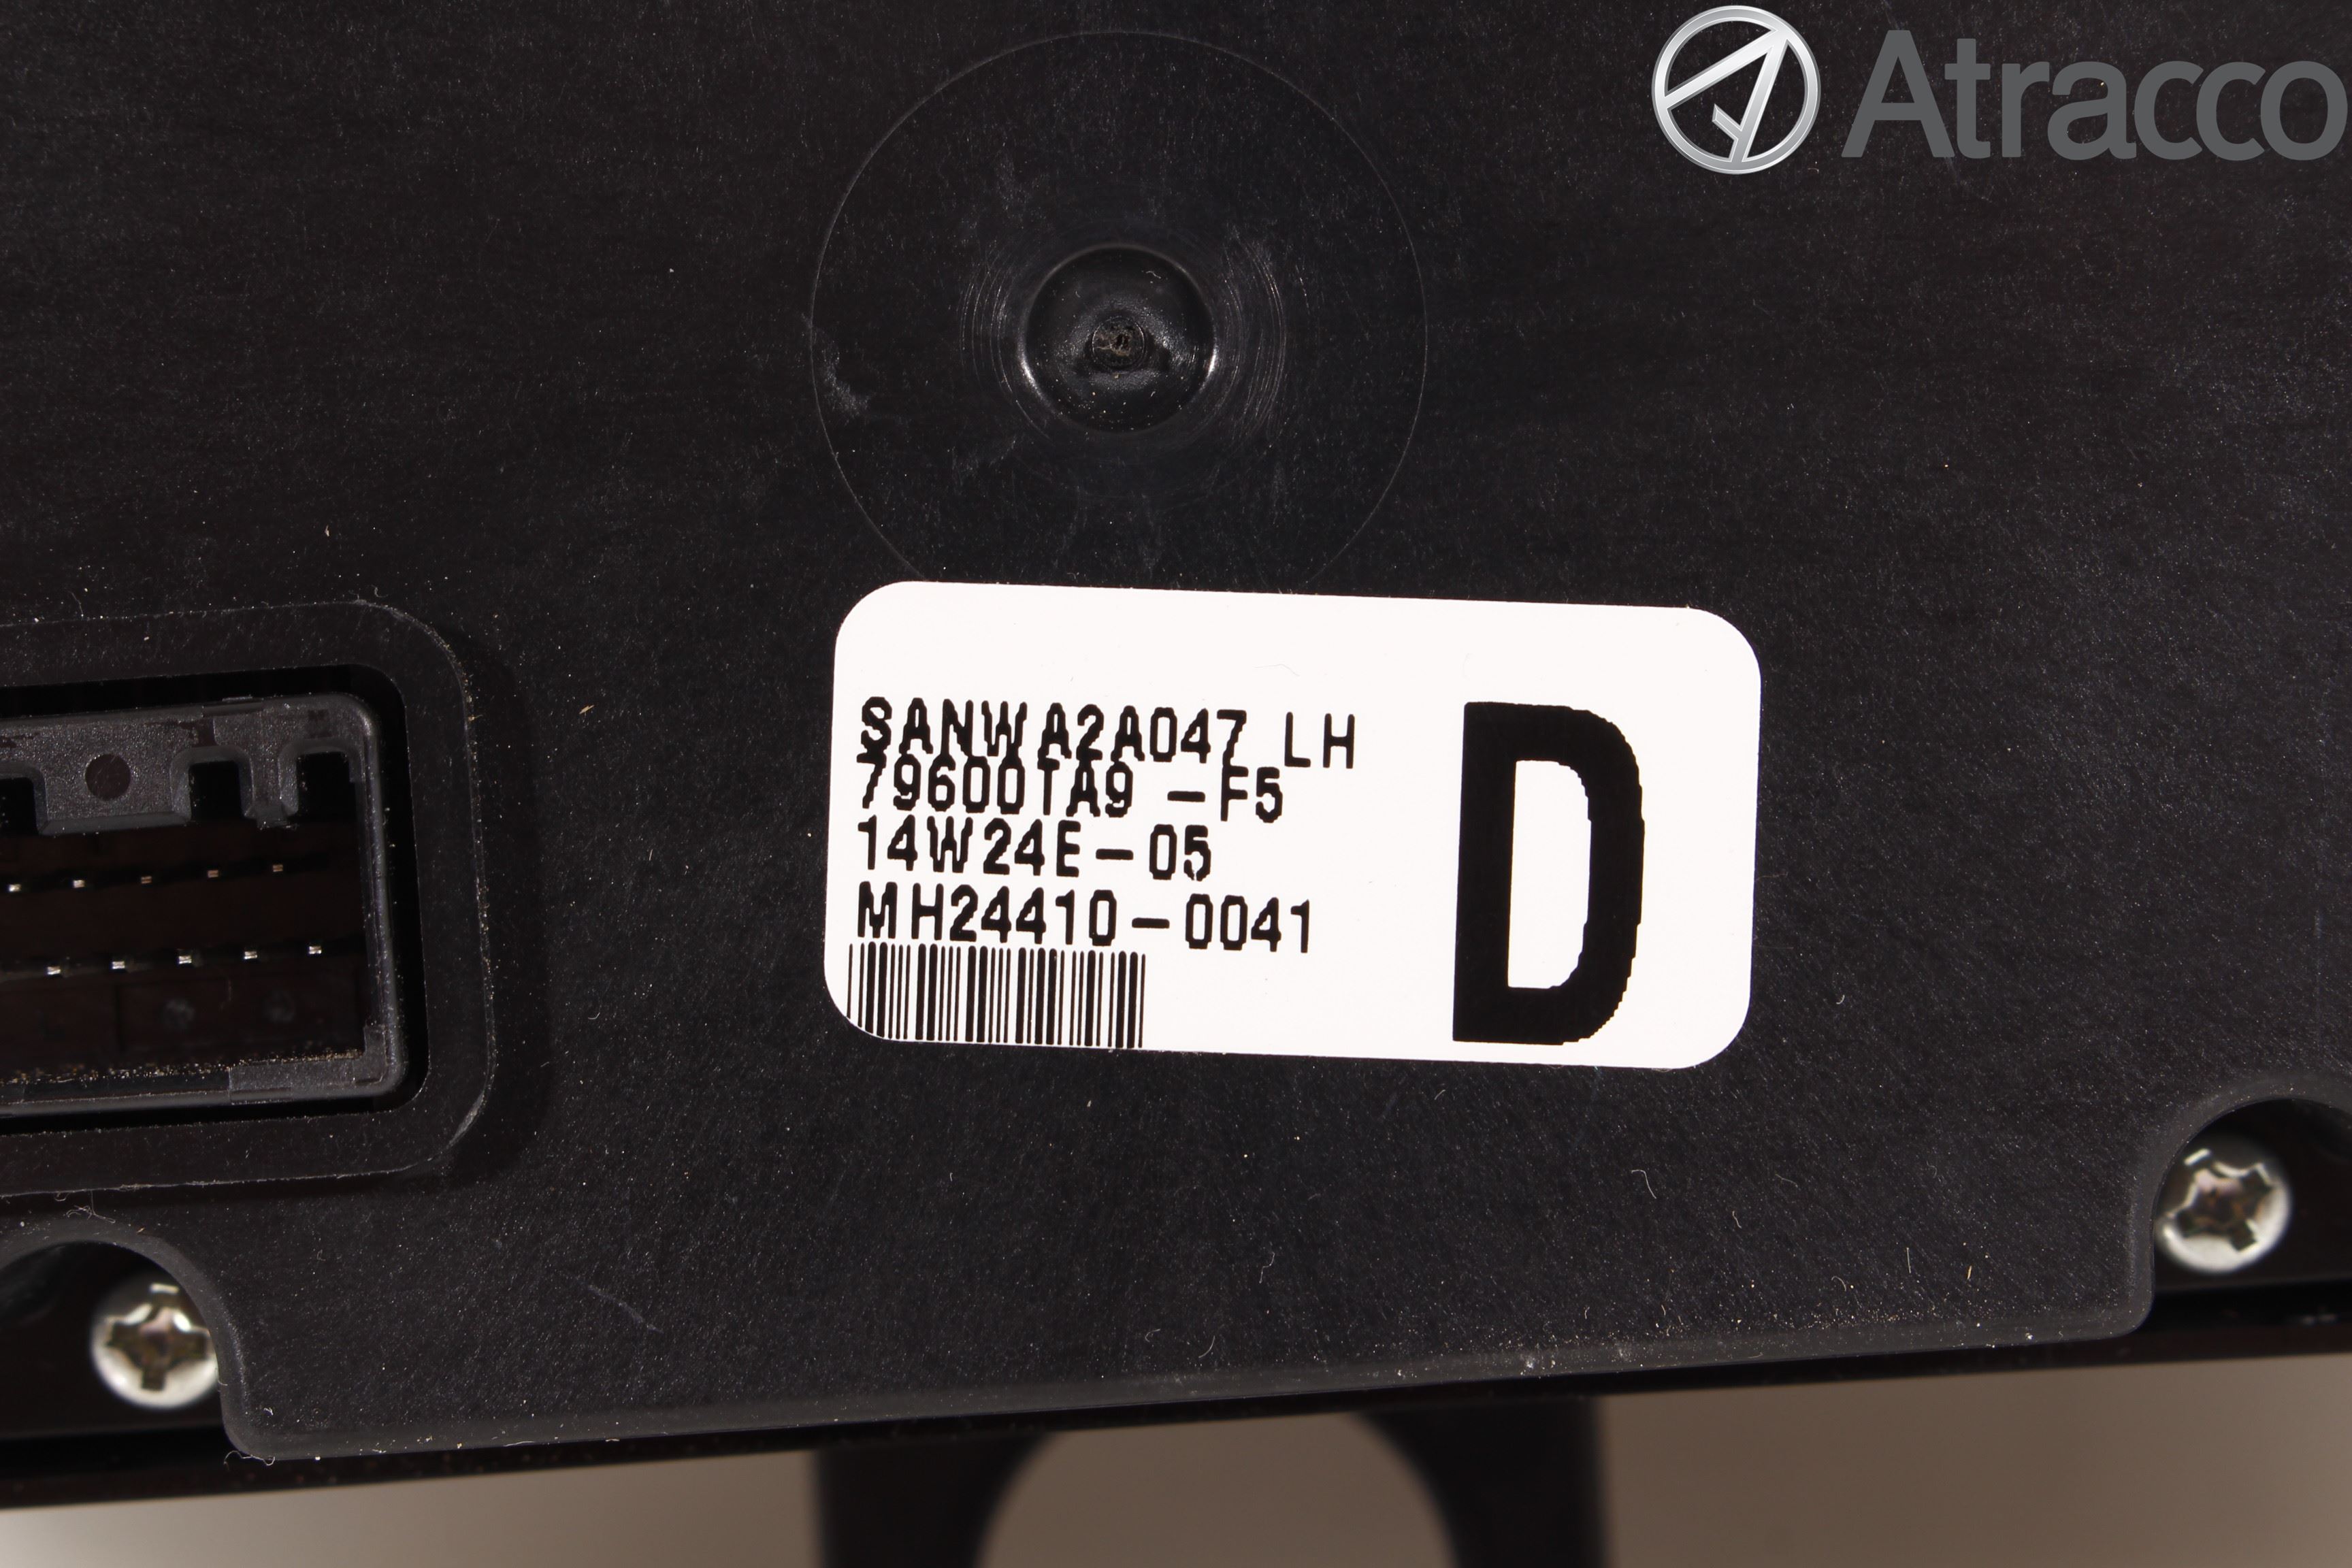 Atracco
SANWA2A047 LH
79600TA9 -F5
14W24E-05
MH24410-0041
D